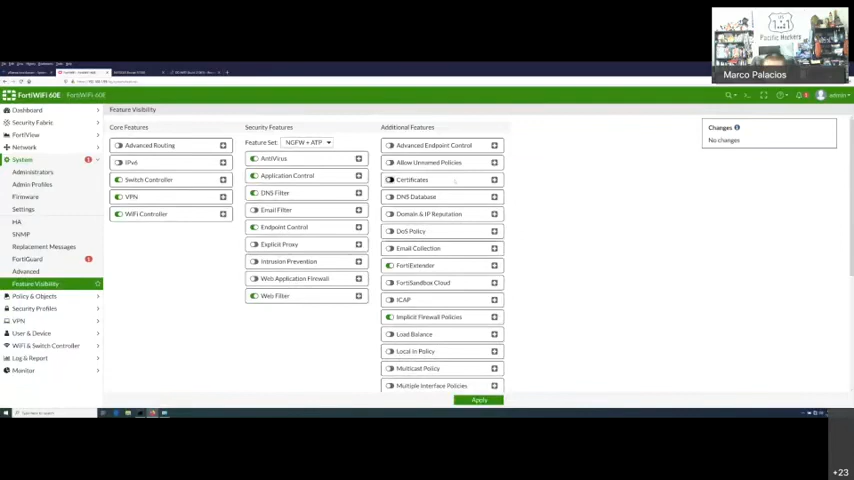 Pacific Hackers
Marco Palacios
FortiWiFi 60E FortiWiFi 60E
admin
Dashboard
Security Fabric
FortiView
Network
System
1
Administrators
Admin Profiles
Firmware
Settings
HA
SNMP
Replacement Messages
FortiGuard
1
Advanced
Feature Visibility
Policy & Objects
Security Profiles
VPN
User & Device
WiFi & Switch Controller
Log & Report
Monitor
Feature Visibility
Core Features
Advanced Routing
IPv6
Switch Controller
VPN
WiFi Controller
Security Features
Feature Set: NGFW + ATP
AntiVirus
Application Control
DNS Filter
Email Filter
Endpoint Control
Explicit Proxy
Intrusion Prevention
Web Application Firewall
Web Filter
Additional Features
Advanced Endpoint Control
Allow Unnamed Policies
Certificates
DNS Database
Domain & IP Reputation
DoS Policy
Email Collection
FortiExtender
FortiSandbox Cloud
ICAP
Implicit Firewall Policies
Load Balance
Local In Policy
Multicast Policy
Multiple Interface Policies
Apply
Changes
No changes
+23